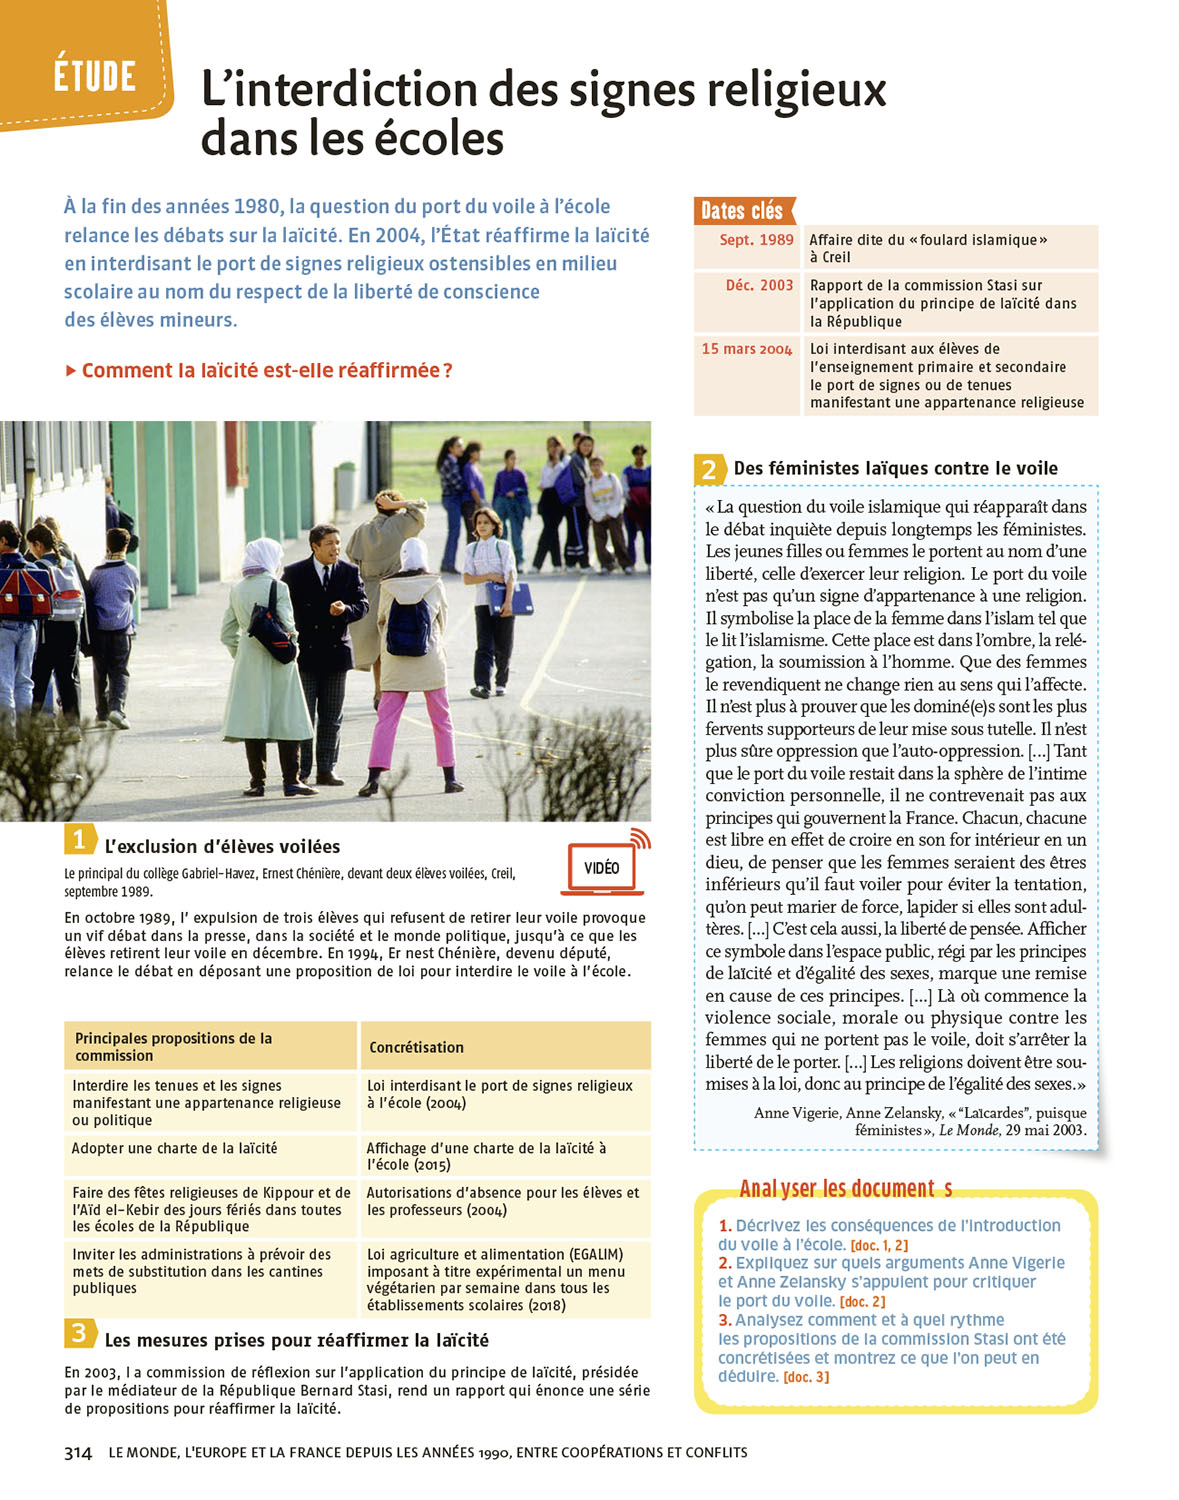 ÉTUDE
L'interdiction des signes religieux
dans les écoles
À la fin des années 1980, la question du port du voile à l'école
relance les débats sur la laïcité. En 2004, l'État réaffirme la laïcité
en interdisant le port de signes religieux ostensibles en milieu
scolaire au nom du respect de la liberté de conscience
des élèves mineurs.
▶ Comment la laïcité est-elle réaffirmée ?
Dates clés
Sept. 1989 Affaire dite du « foulard islamique »
à Creil
Déc. 2003 Rapport de la commission Stasi sur
l'application du principe de laïcité dans
la République
15 mars 2004 Loi interdisant aux élèves de
l'enseignement primaire et secondaire
le port de signes ou de tenues
manifestant une appartenance religieuse
1 L'exclusion d'élèves voilées
VIDÉO
Le principal du collège Gabriel-Havez, Ernest Chénière, devant deux élèves voilées, Creil,
septembre 1989.
En octobre 1989, l' expulsion de trois élèves qui refusent de retirer leur voile provoque
un vif débat dans la presse, dans la société et le monde politique, jusqu'à ce que les
élèves retirent leur voile en décembre. En 1994, Er nest Chénière, devenu député,
relance le débat en déposant une proposition de loi pour interdire le voile à l'école.
Principales propositions de la
commission
Concrétisation
Interdire les tenues et les signes
manifestant une appartenance religieuse
ou politique
Loi interdisant le port de signes religieux
à l'école (2004)
Adopter une charte de la laïcité
Affichage d'une charte de la laïcité à
l'école (2015)
Faire des fêtes religieuses de Kippour et de
l'Aïd el-Kebir des jours fériés dans toutes
les écoles de la République
Autorisations d'absence pour les élèves et
les professeurs (2004)
Inviter les administrations à prévoir des
mets de substitution dans les cantines
publiques
Loi agriculture et alimentation (EGALIM)
imposant à titre expérimental un menu
végétarien par semaine dans tous les
établissements scolaires (2018)
3 Les mesures prises pour réaffirmer la laïcité
En 2003, l a commission de réflexion sur l'application du principe de laïcité, présidée
par le médiateur de la République Bernard Stasi, rend un rapport qui énonce une série
de propositions pour réaffirmer la laïcité.
2 Des féministes laïques contre le voile
« La question du voile islamique qui réapparaît dans
le débat inquiète depuis longtemps les féministes.
Les jeunes filles ou femmes le portent au nom d'une
liberté, celle d'exercer leur religion. Le port du voile
n'est pas qu'un signe d'appartenance à une religion.
Il symbolise la place de la femme dans l'islam tel que
le lit l'islamisme. Cette place est dans l'ombre, la relé-
gation, la soumission à l'homme. Que des femmes
le revendiquent ne change rien au sens qui l'affecte.
Il n'est plus à prouver que les dominé(e)s sont les plus
fervents supporteurs de leur mise sous tutelle. Il n'est
plus sûre oppression que l'auto-oppression. [...] Tant
que le port du voile restait dans la sphère de l'intime
conviction personnelle, il ne contrevenait pas aux
principes qui gouvernent la France. Chacun, chacune
est libre en effet de croire en son for intérieur en un
dieu, de penser que les femmes seraient des êtres
inférieurs qu'il faut voiler pour éviter la tentation,
qu'on peut marier de force, lapider si elles sont adul-
tères. [...] C'est cela aussi, la liberté de pensée. Afficher
ce symbole dans l'espace public, régi par les principes
de laïcité et d'égalité des sexes, marque une remise
en cause de ces principes. [...] Là où commence la
violence sociale, morale ou physique contre les
femmes qui ne portent pas le voile, doit s'arrêter la
liberté de le porter. [...] Les religions doivent être sou-
mises à la loi, donc au principe de l'égalité des sexes. »
Anne Vigerie, Anne Zelansky, « “Laïcardes”, puisque
féministes », Le Monde, 29 mai 2003.
Anal yser les document s
1. Décrivez les conséquences de l'introduction
du voile à l'école. [doc. 1, 2]
2. Expliquez sur quels arguments Anne Vigerie
et Anne Zelansky s'appuient pour critiquer
le port du voile. [doc. 2]
3. Analysez comment et à quel rythme
les propositions de la commission Stasi ont été
concrétisées et montrez ce que l'on peut en
déduire. [doc. 3]
314 LE MONDE, L'EUROPE ET LA FRANCE DEPUIS LES ANNÉES 1990, ENTRE COOPÉRATIONS ET CONFLITS